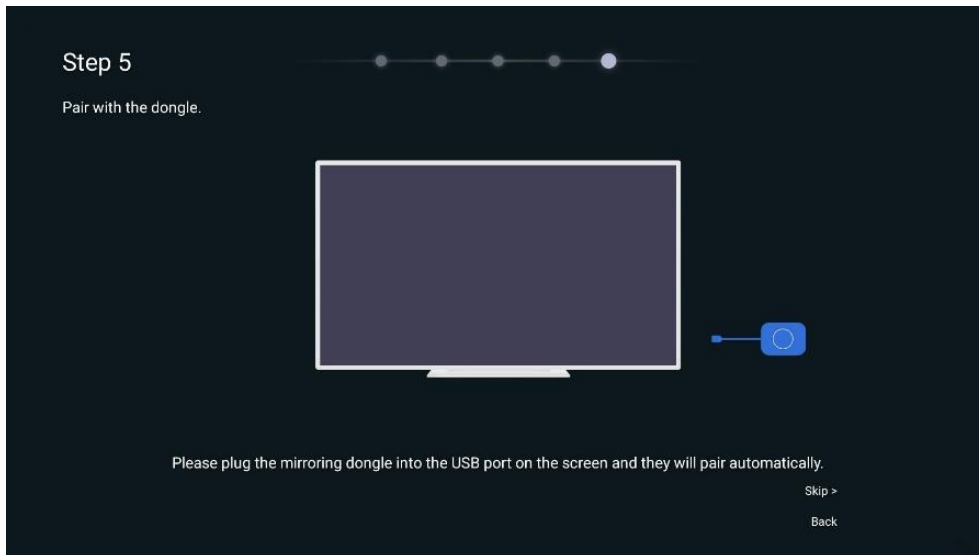 Step 5
Pair with the dongle.
Please plug the mirroring dongle into the USB port on the screen and they will pair automatically.
Skip >
Back